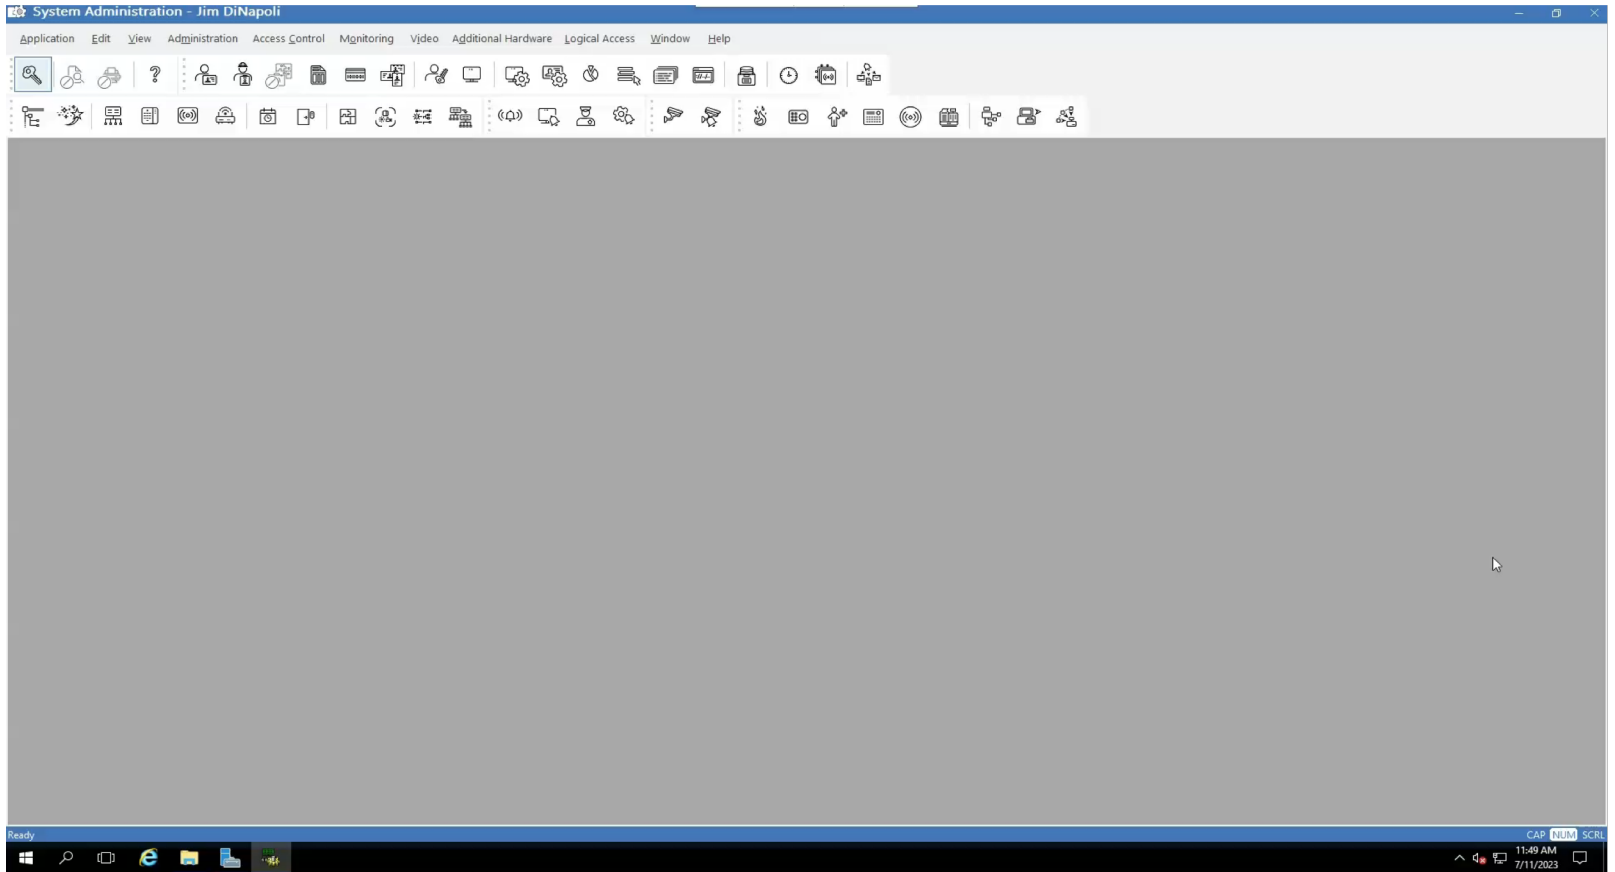 System Administration - Jim DiNapoli
Application Edit View Administration Access Control Monitoring Video Additional Hardware Logical Access Window Help
Ready
CAP NUM SCRL
11:49 AM
7/11/2023